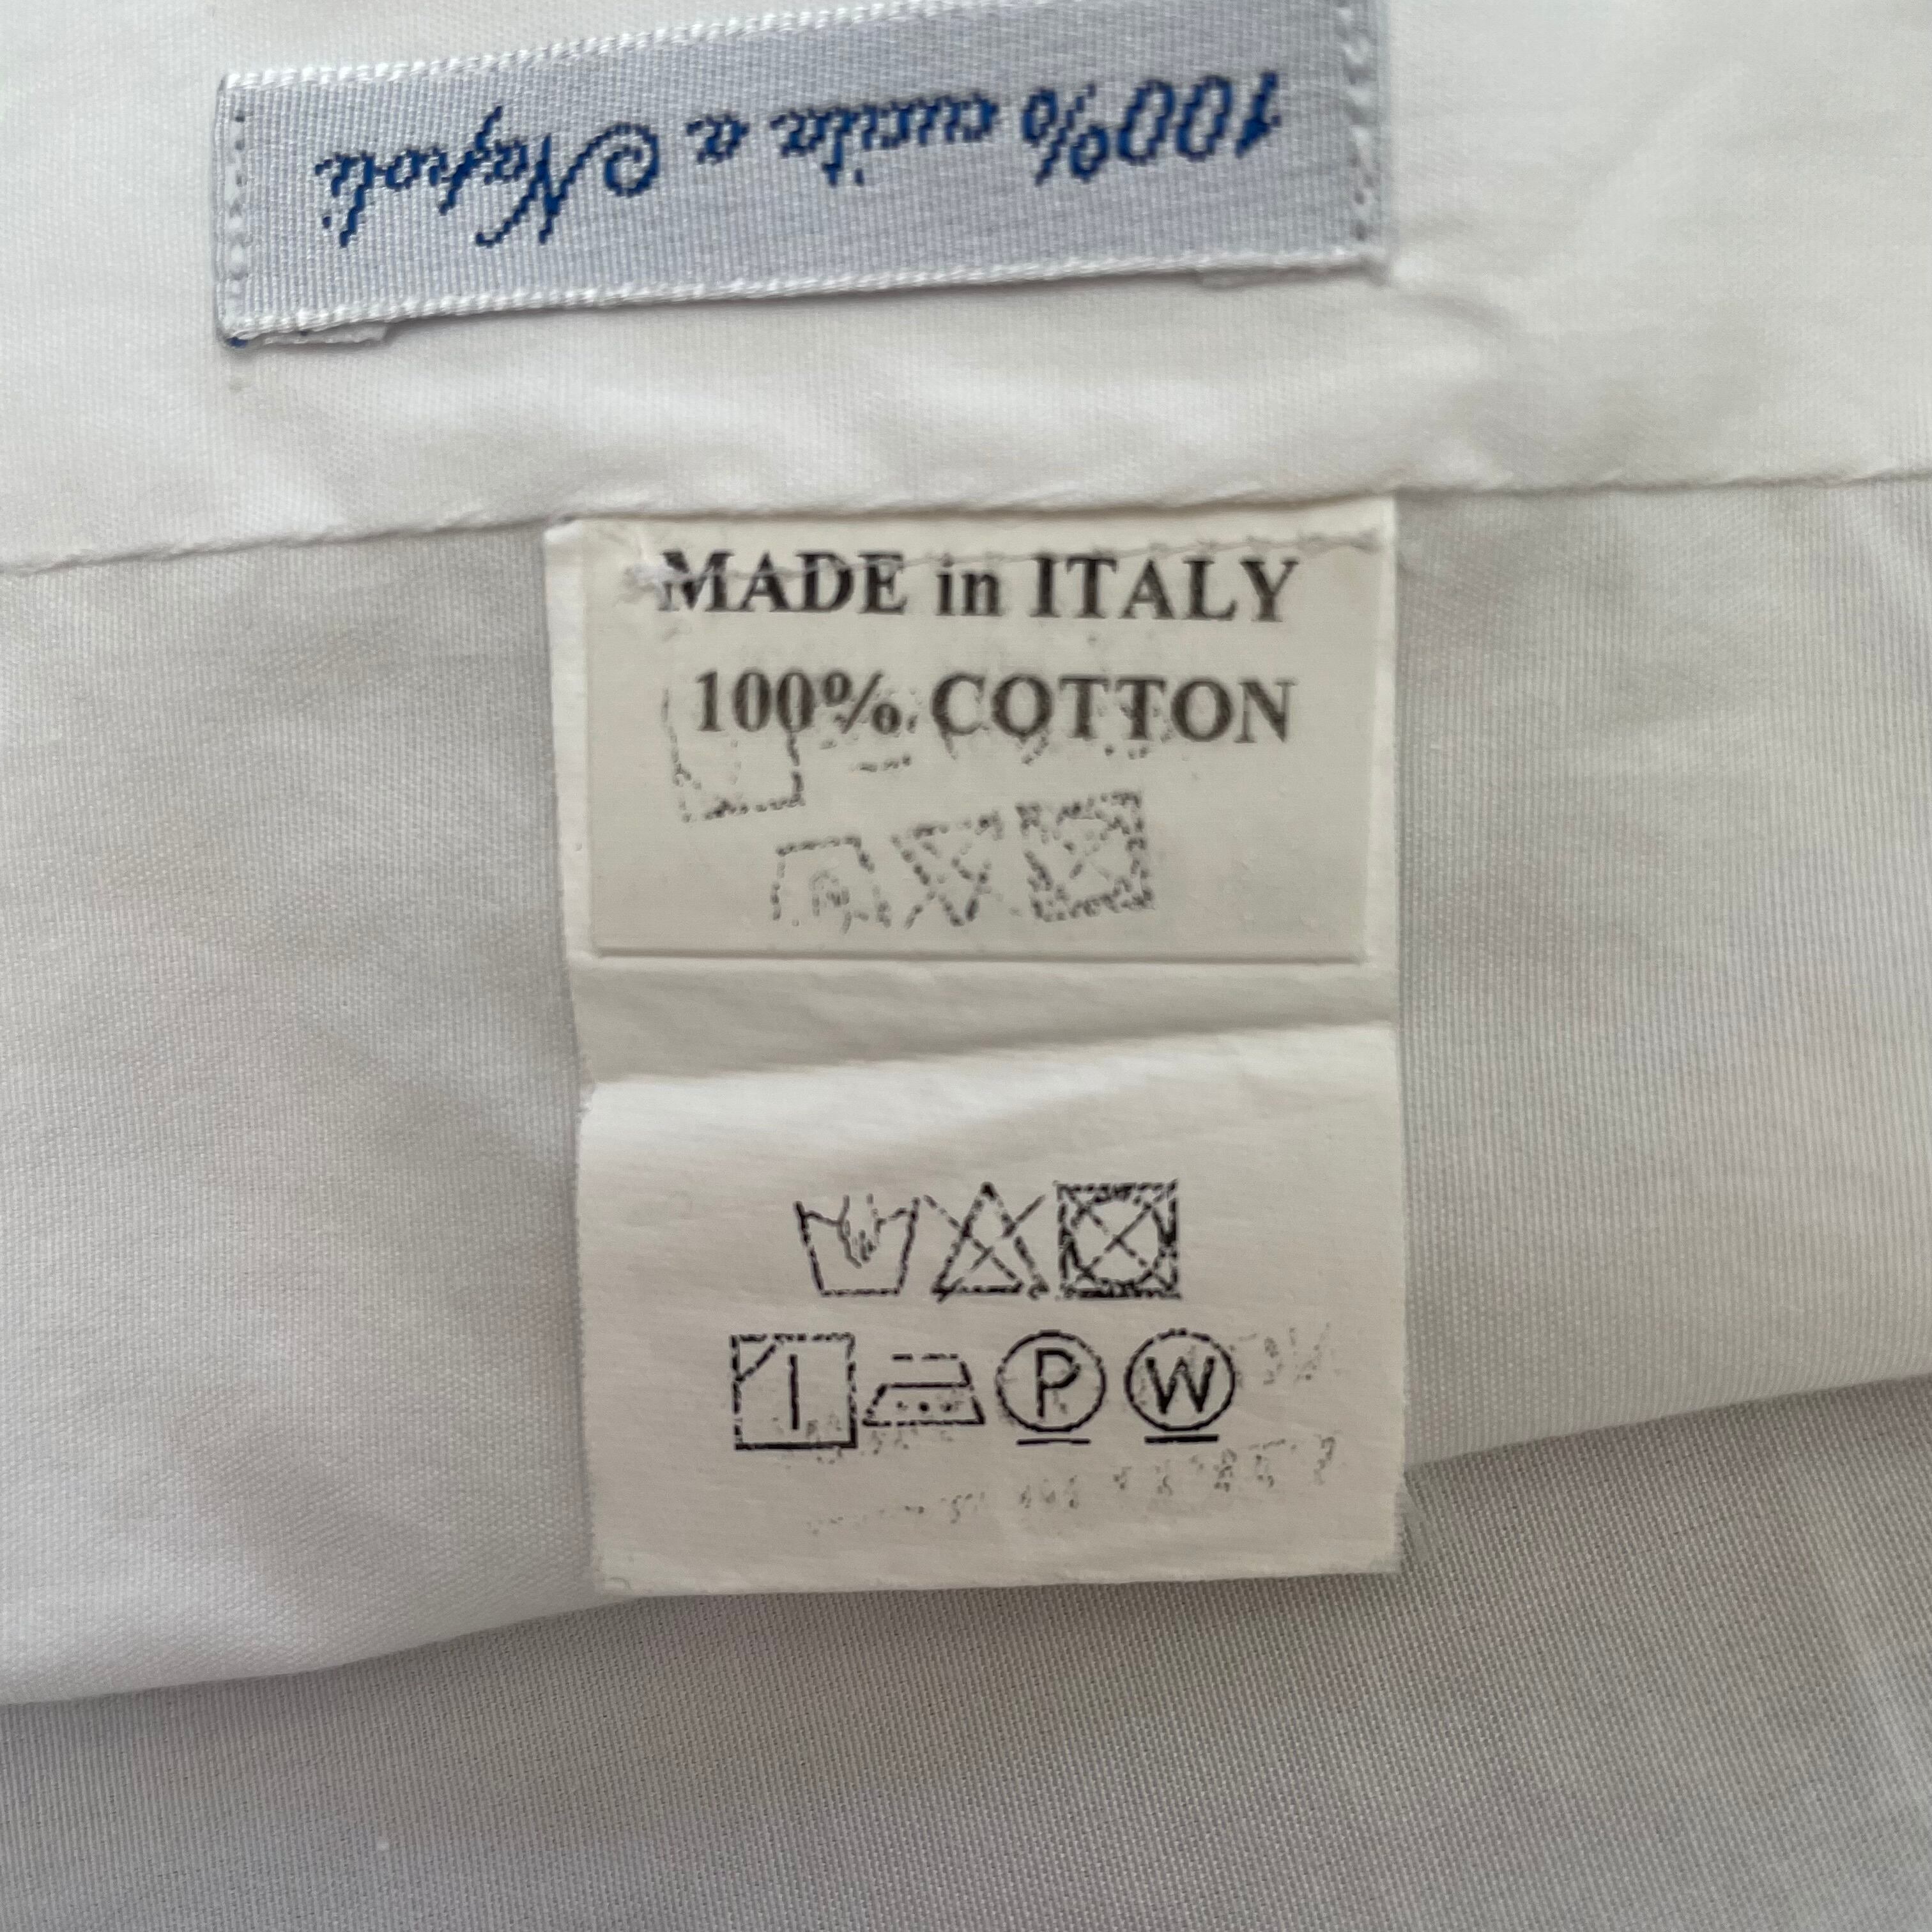 100% cucita a Napoli
MADE in ITALY
100% COTTON
P W